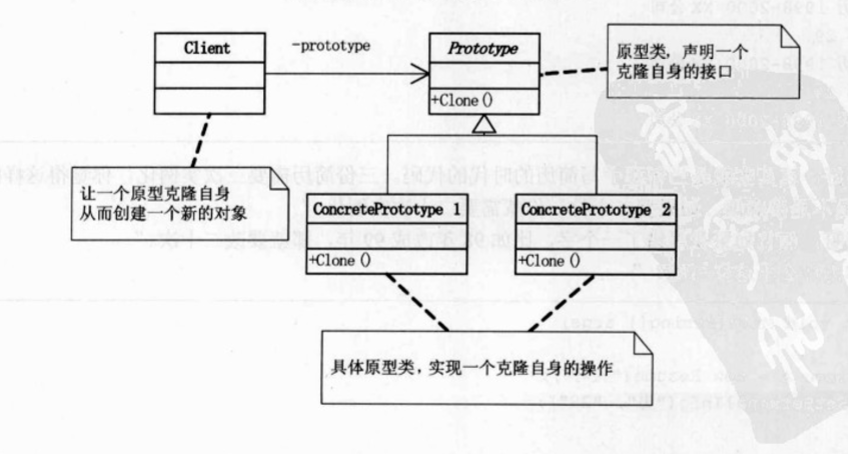 Client
-prototype
Prototype
+Clone()
原型类，声明一个
克隆自身的接口
让一个原型克隆自身
从而创建一个新的对象
ConcretePrototype 1
+Clone()
ConcretePrototype 2
+Clone()
具体原型类，实现一个克隆自身的操作